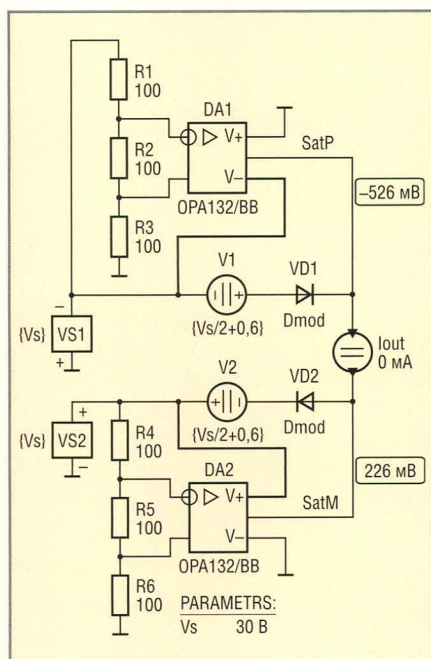 R1
100
DA1
V+
SatP
R2
100
V–
–526 мВ
OPA132/BB
R3
100
V1
VD1
– +
{Vs}
VS1
+
{Vs/2+0,6}
Dmod
Iout
0 мА
V2
VD2
+
{Vs}
VS2
–
+ –
{Vs/2+0,6}
Dmod
R4
100
DA2
V+
226 мВ
SatM
R5
100
V–
OPA132/BB
R6
100
PARAMETRS:
Vs 30 В